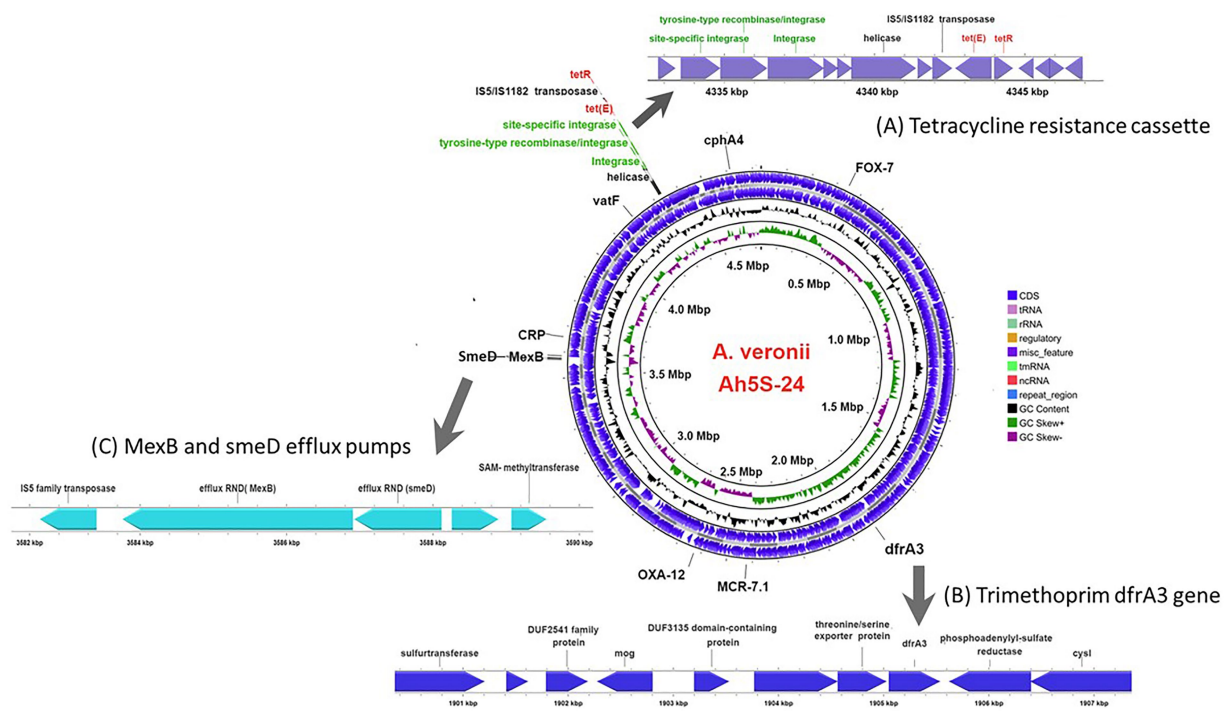 tyrosine-type recombinase/integrase
IS5/IS1182 transposase
site-specific integrase
Integrase
helicase
tet(E)
tetR
4335 kbp
4340 kbp
4345 kbp
(A) Tetracycline resistance cassette
tetR
IS5/IS1182 transposase
tet(E)
site-specific integrase
tyrosine-type recombinase/integrase
Integrase
helicase
cphA4
FOX-7
vatF
CRP
SmeD
MexB
4.5 Mbp
0.5 Mbp
4.0 Mbp
1.0 Mbp
3.5 Mbp
1.5 Mbp
3.0 Mbp
2.5 Mbp
2.0 Mbp
A. veronii
Ah5S-24
CDS
tRNA
rRNA
regulatory
misc_feature
tmRNA
ncRNA
repeat_region
GC Content
GC Skew+
GC Skew-
(C) MexB and smeD efflux pumps
SAM- methyltransferase
IS5 family transposase
efflux RND( MexB)
efflux RND (smeD)
3582 kbp
3584 kbp
3586 kbp
3588 kbp
3590 kbp
OXA-12
MCR-7.1
dfrA3
(B) Trimethoprim dfrA3 gene
sulfurtransferase
DUF2541 family
protein
mog
DUF3135 domain-containing
protein
threonine/serine
exporter protein
dfrA3
phosphoadenylyl-sulfate
reductase
cysI
1901 kbp
1902 kbp
1903 kbp
1904 kbp
1905 kbp
1906 kbp
1907 kbp